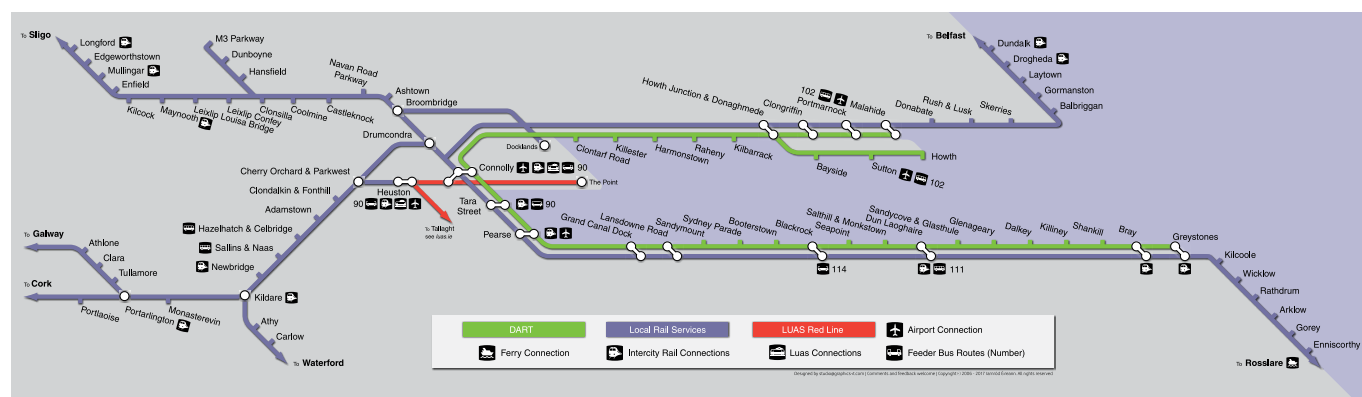 To Sligo
Longford
Edgeworthstown
Mullingar
Enfield
Kilcock
Maynooth
Leixlip Louisa Bridge
Leixlip Confey
Clonsilla
Coolmine
Castleknock
M3 Parkway
Dunboyne
Hansfield
Navan Road
Parkway
Ashtown
Broombridge
Drumcondra
Docklands
To Belfast
Dundalk
Drogheda
Laytown
Gormanston
Balbriggan
Skerries
Rush & Lusk
Donabate
Malahide
102
Portmarnock
Clongriffin
Howth Junction & Donaghmede
Clontarf Road
Killester
Harmonstown
Raheny
Kilbarrack
Bayside
Sutton
102
Howth
Connolly
90
The Point
Cherry Orchard & Parkwest
Heuston
90
Clondalkin & Fonthill
Adamstown
Hazelhatch & Celbridge
Sallins & Naas
Newbridge
Kildare
To Tallaght
see luas.ie
Tara
Street
90
Pearse
Grand Canal Dock
Lansdowne Road
Sandymount
Sydney Parade
Booterstown
Blackrock
Seapoint
Salthill & Monkstown
Dun Laoghaire
Sandycove & Glasthule
Glenageary
Dalkey
Killiney
Shankill
Bray
Greystones
114
111
Kilcoole
Wicklow
Rathdrum
Arklow
Gorey
Enniscorthy
To Rosslare
To Galway
Athlone
Clara
Tullamore
To Cork
Portlaoise
Portarlington
Monasterevin
Athy
Carlow
To Waterford
DART
Local Rail Services
LUAS Red Line
Airport Connection
Ferry Connection
Intercity Rail Connections
Luas Connections
Feeder Bus Routes (Number)